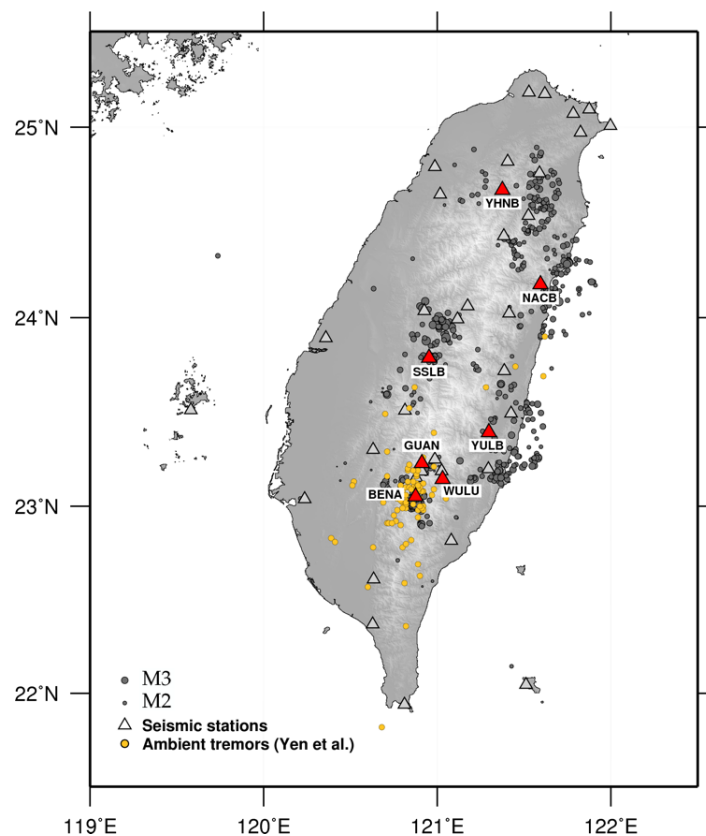 25°N
YHNB
NACB
24°N
SSLB
GUAN
YULB
23°N
BENA
WULU
22°N
M3
M2
Seismic stations
Ambient tremors (Yen et al.)
119°E
120°E
121°E
122°E